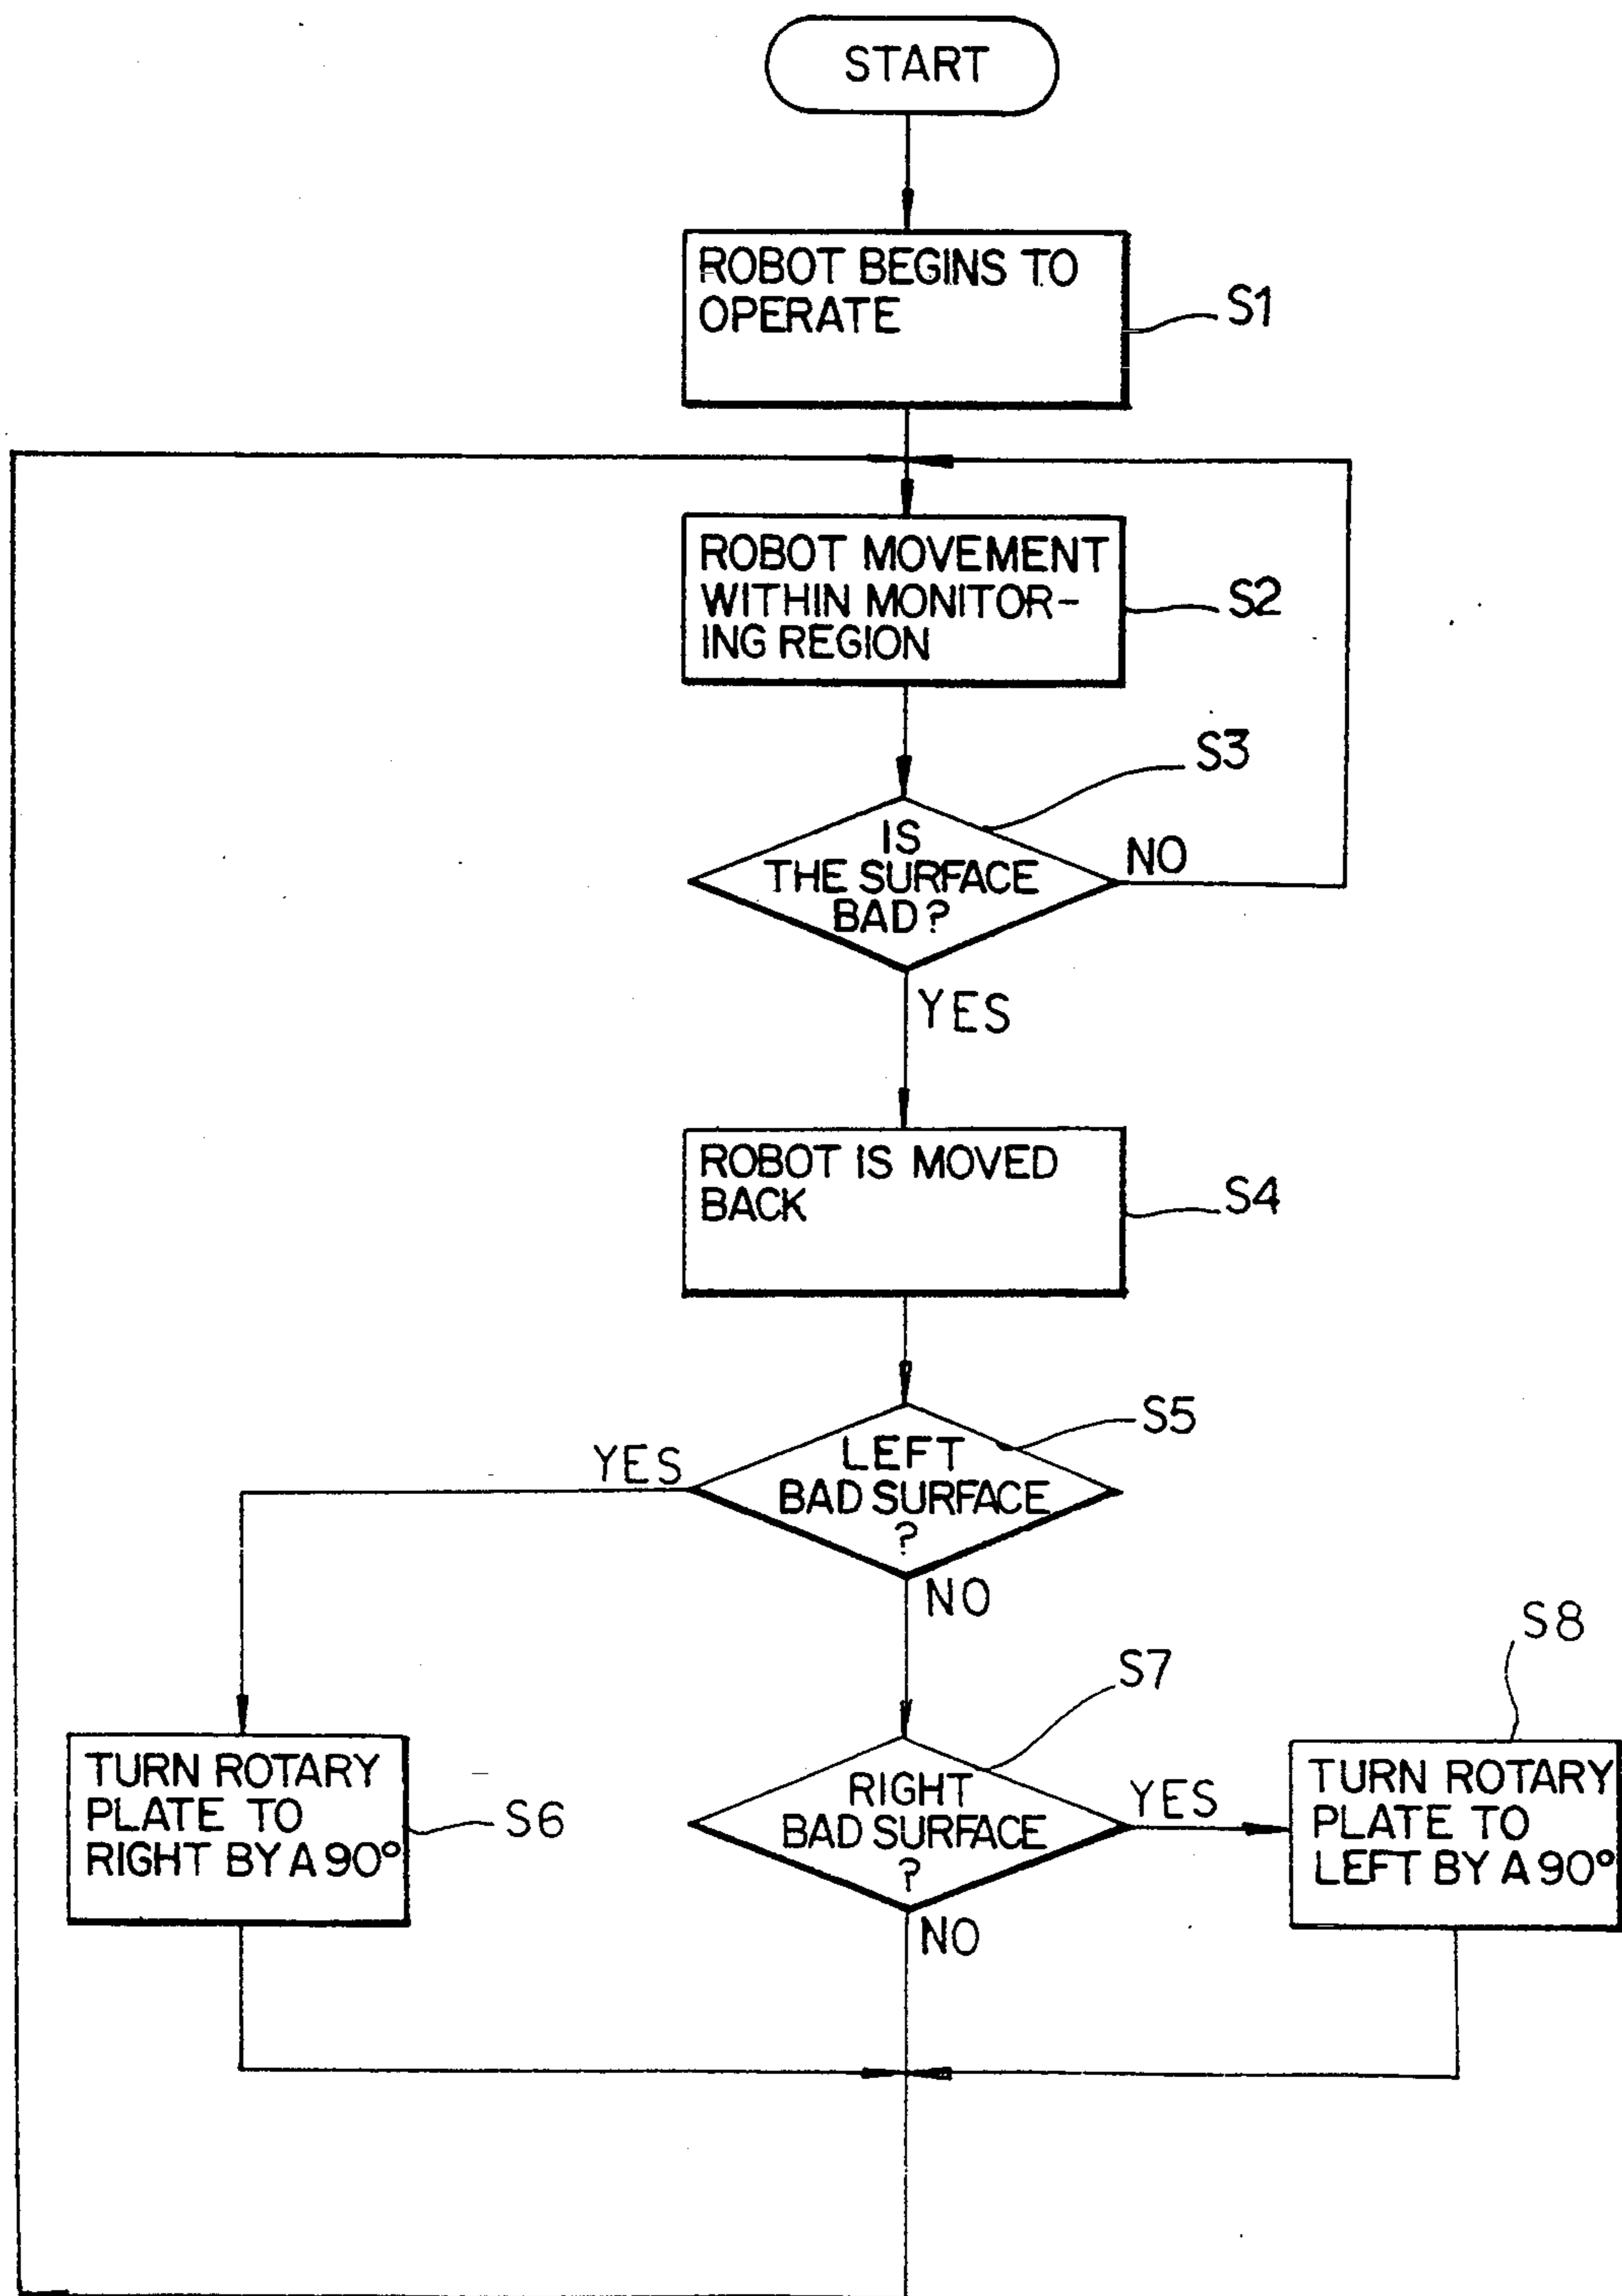 START
ROBOT BEGINS TO
OPERATE
S1
ROBOT MOVEMENT
WITHIN MONITOR-
ING REGION
S2
S3
IS
THE SURFACE
BAD?
NO
YES
ROBOT IS MOVED
BACK
S4
S5
LEFT
BAD SURFACE
?
YES
NO
S7
S8
TURN ROTARY
PLATE TO
RIGHT BY A 90°
S6
RIGHT
BAD SURFACE
?
YES
NO
TURN ROTARY
PLATE TO
LEFT BY A 90°